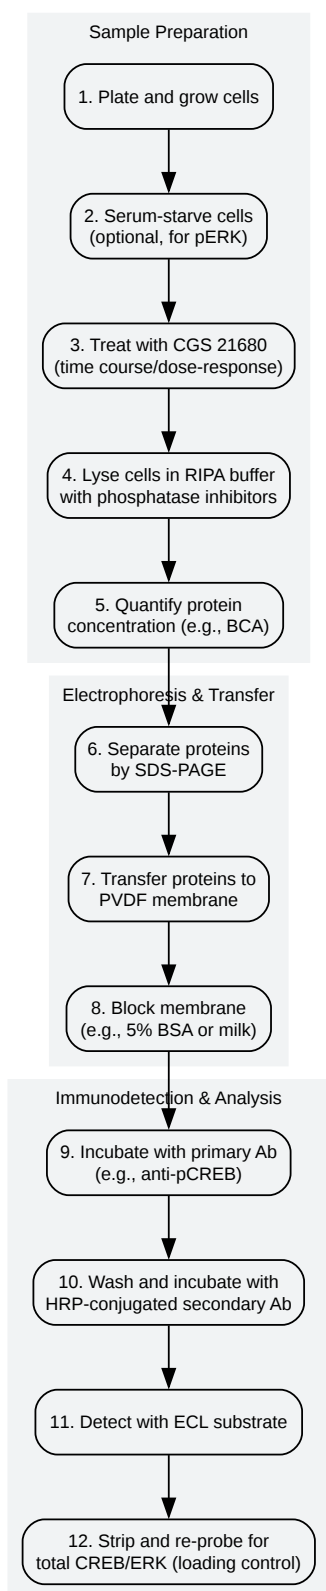 Sample Preparation
1. Plate and grow cells
2. Serum-starve cells
(optional, for pERK)
3. Treat with CGS 21680
(time course/dose-response)
4. Lyse cells in RIPA buffer
with phosphatase inhibitors
5. Quantify protein
concentration (e.g., BCA)
Electrophoresis & Transfer
6. Separate proteins
by SDS-PAGE
7. Transfer proteins to
PVDF membrane
8. Block membrane
(e.g., 5% BSA or milk)
Immunodetection & Analysis
9. Incubate with primary Ab
(e.g., anti-pCREB)
10. Wash and incubate with
HRP-conjugated secondary Ab
11. Detect with ECL substrate
12. Strip and re-probe for
total CREB/ERK (loading control)